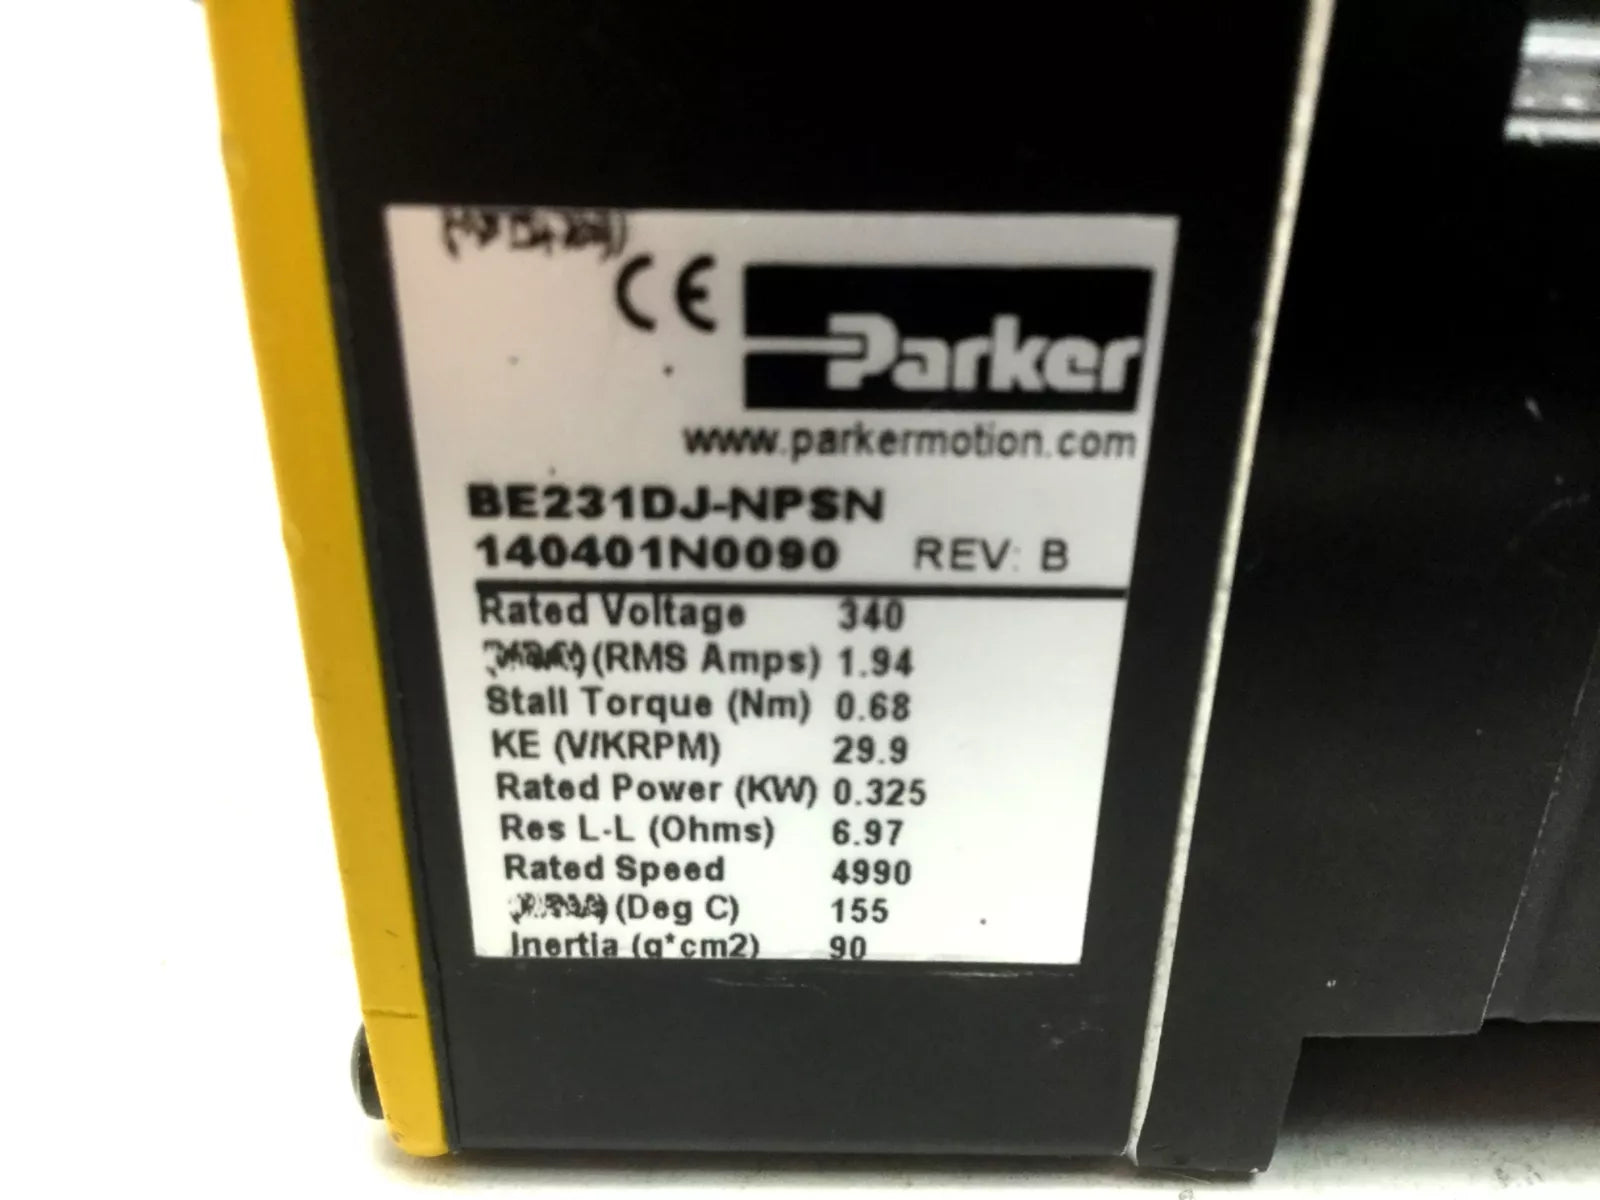 CE
Parker
www.parkermotion.com
BE231DJ-NPSN
140401N0090 REV: B
Rated Voltage 340
(RMS Amps) 1.94
Stall Torque (Nm) 0.68
KE (V/KRPM) 29.9
Rated Power (KW) 0.325
Res L-L (Ohms) 6.97
Rated Speed 4990
(Deg C) 155
Inertia (g*cm2) 90